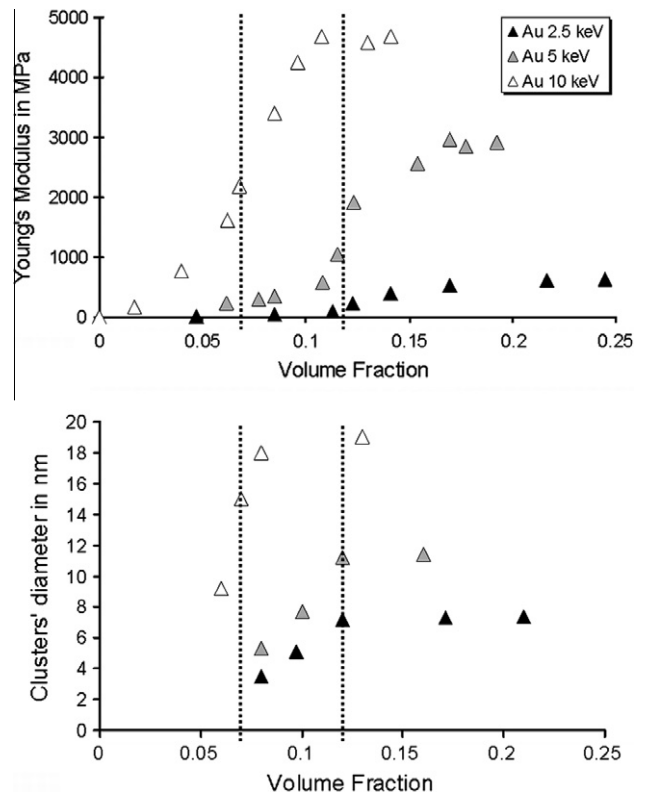 5000
4000
3000
2000
1000
0
Young's Modulus in MPa
Au 2.5 keV
Au 5 keV
Au 10 keV
0 0.05 0.1 0.15 0.2 0.25
Volume Fraction
20
18
16
14
12
10
8
6
4
2
0
Clusters' diameter in nm
0 0.05 0.1 0.15 0.2 0.25
Volume Fraction